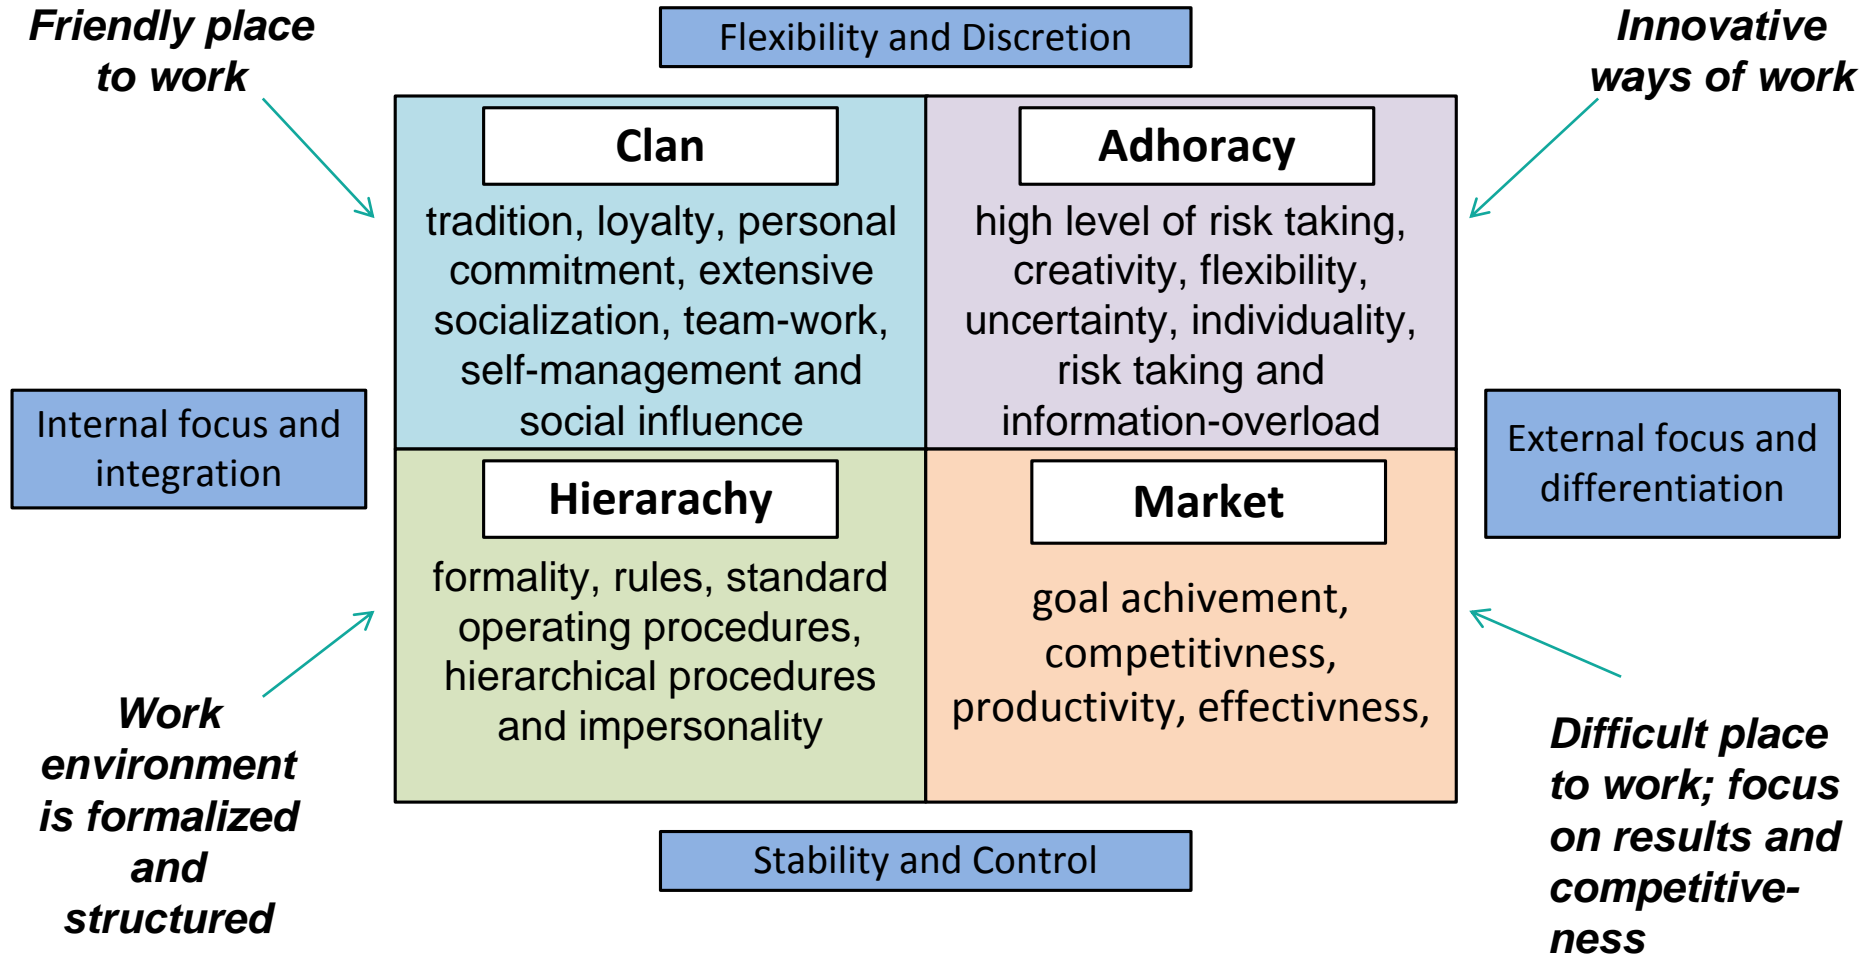 Friendly place
to work
Flexibility and Discretion
Innovative
ways of work
Clan
tradition, loyalty, personal
commitment, extensive
socialization, team-work,
self-management and
social influence
Adhoracy
high level of risk taking,
creativity, flexibility,
uncertainty, individuality,
risk taking and
information-overload
Internal focus and
integration
External focus and
differentiation
Hierarachy
formality, rules, standard
operating procedures,
hierarchical procedures
and impersonality
Market
goal achivement,
competitivness,
productivity, effectivness,
Work
environment
is formalized
and
structured
Stability and Control
Difficult place
to work; focus
on results and
competitive-
ness